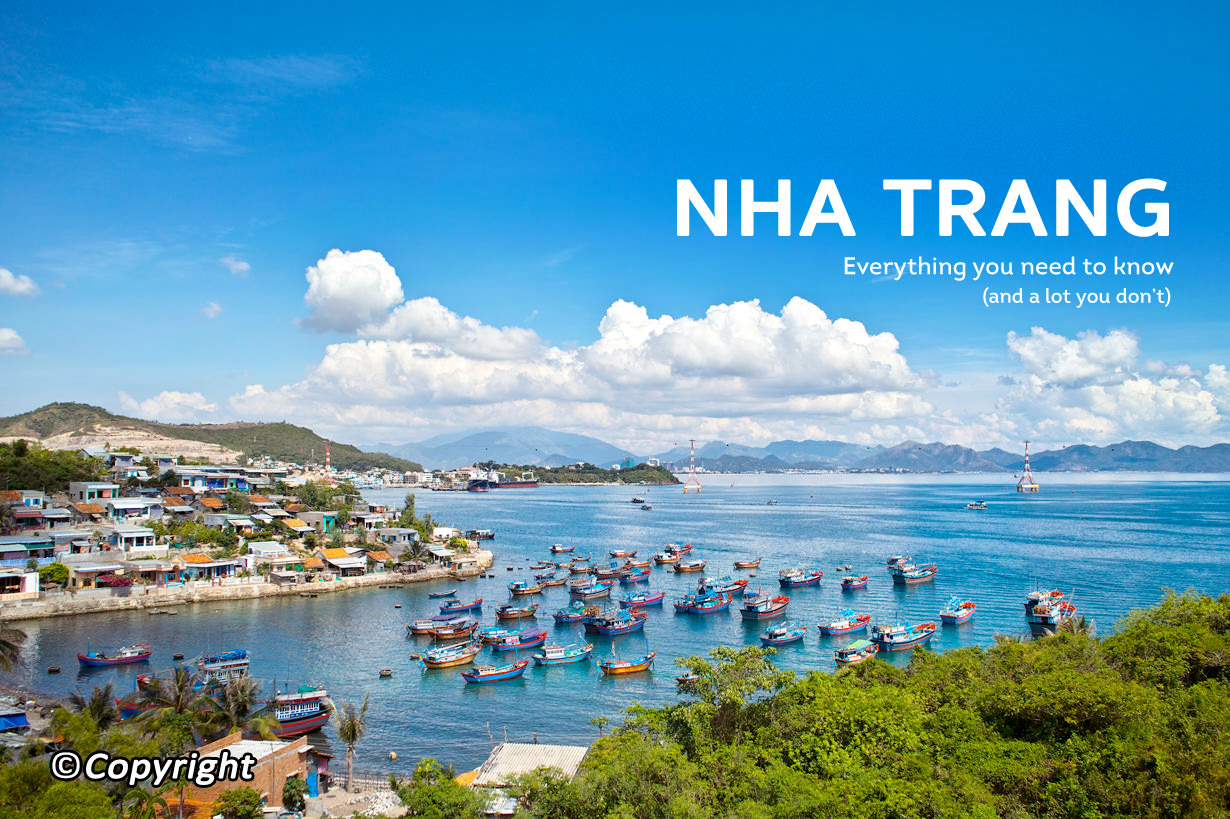 NHA TRANG
Everything you need to know
(and a lot you don't)
©Copyright